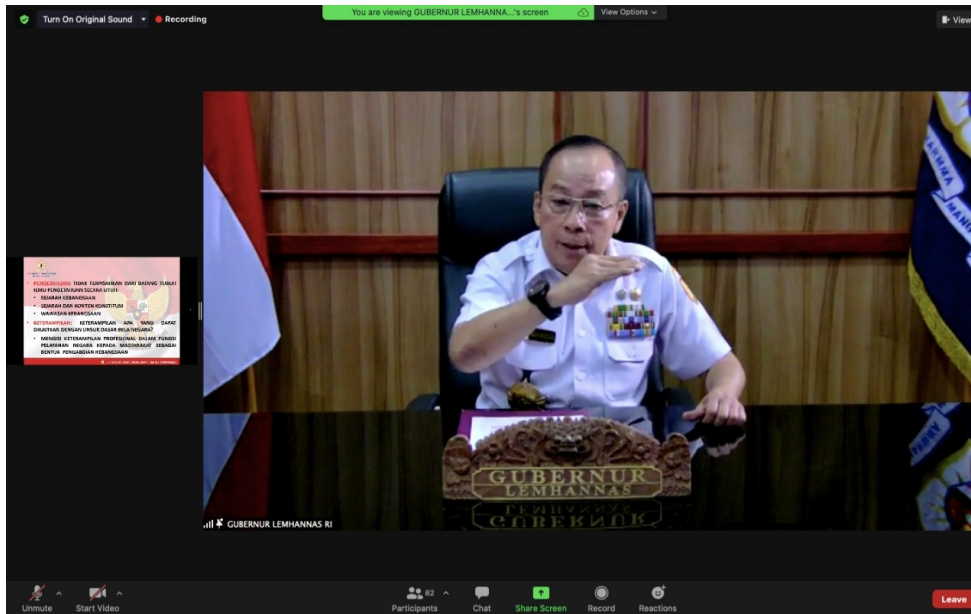 Turn On Original Sound
Recording
You are viewing GUBERNUR LEMHANNA...'s screen
View Options
View
PENGETAHUAN: TIDAK TERPISAHKAN DARI BATANG TUBUH
ILMU PENGETAHUAN SECARA UTUH:
• SEJARAH KEBANGSAAN
• SEJARAH DAN KONTEN KONSTITUSI
• WAWASAN KEBANGSAAN
KETERAMPILAN: KETERAMPILAN APA YANG DAPAT
DIKAITKAN DENGAN UNSUR DASAR BELA NEGARA?
• MENGISI KETERAMPILAN PROFESIONAL DALAM FUNGSI
PELAYANAN NEGARA KEPADA MASYARAKAT SEBAGAI
BENTUK PENGABDIAN KEBANGSAAN
GUBERNUR
LEMHANNAS
GUBERNUR LEMHANNAS RI
Unmute
Start Video
82
Participants
Chat
Share Screen
Record
Reactions
Leave